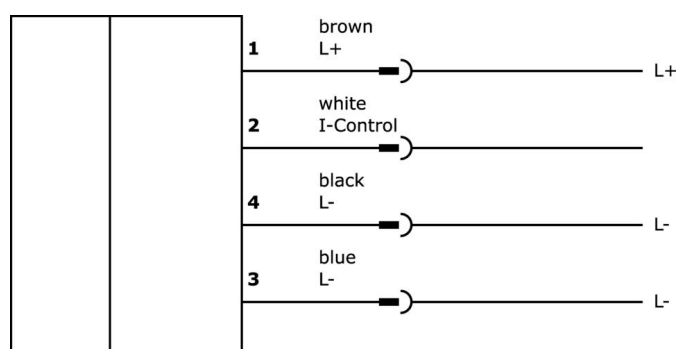 brown
1 L+
L+
white
2 I-Control
black
4 L-
L-
blue
3 L-
L-